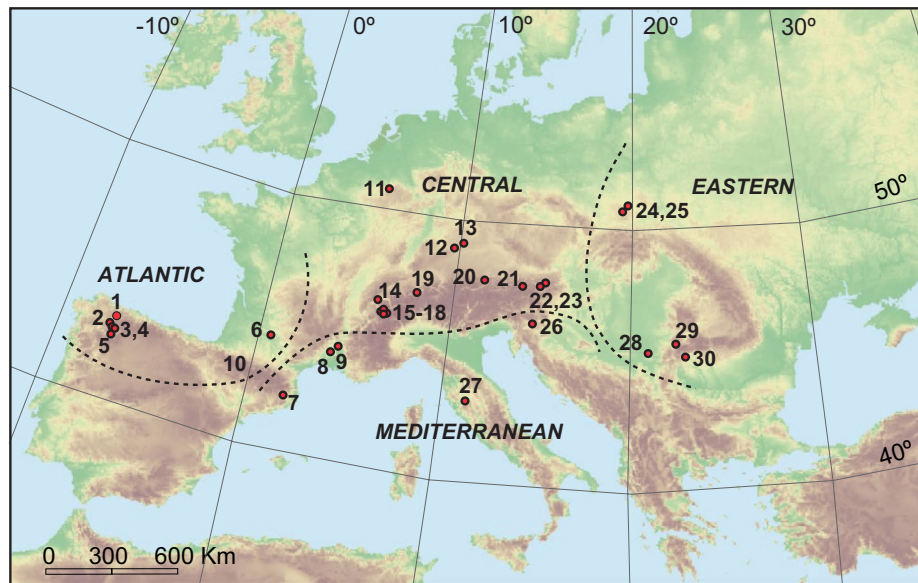 -10º 0º 10º 20º 30º
CENTRAL EASTERN 50º
11
24,25
13
12
ATLANTIC
1 14 19 20 21
2 3,4 15-18 22,23
5 6 26 29
10 8 9 28 30
7 27
MEDITERRANEAN 40º
0 300 600 Km